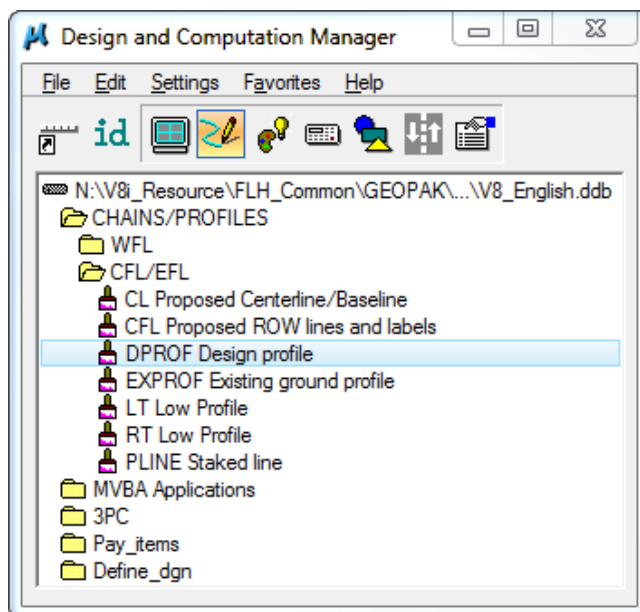 Design and Computation Manager
File Edit Settings Favorites Help
id
N:\V8i_Resource\FLH_Common\GEOPAK\...\V8_English.ddb
CHAINS/PROFILES
WFL
CFL/EFL
CL Proposed Centerline/Baseline
CFL Proposed ROW lines and labels
DPROF Design profile
EXPROF Existing ground profile
LT Low Profile
RT Low Profile
PLINE Staked line
MVBA Applications
3PC
Pay_items
Define_dgn